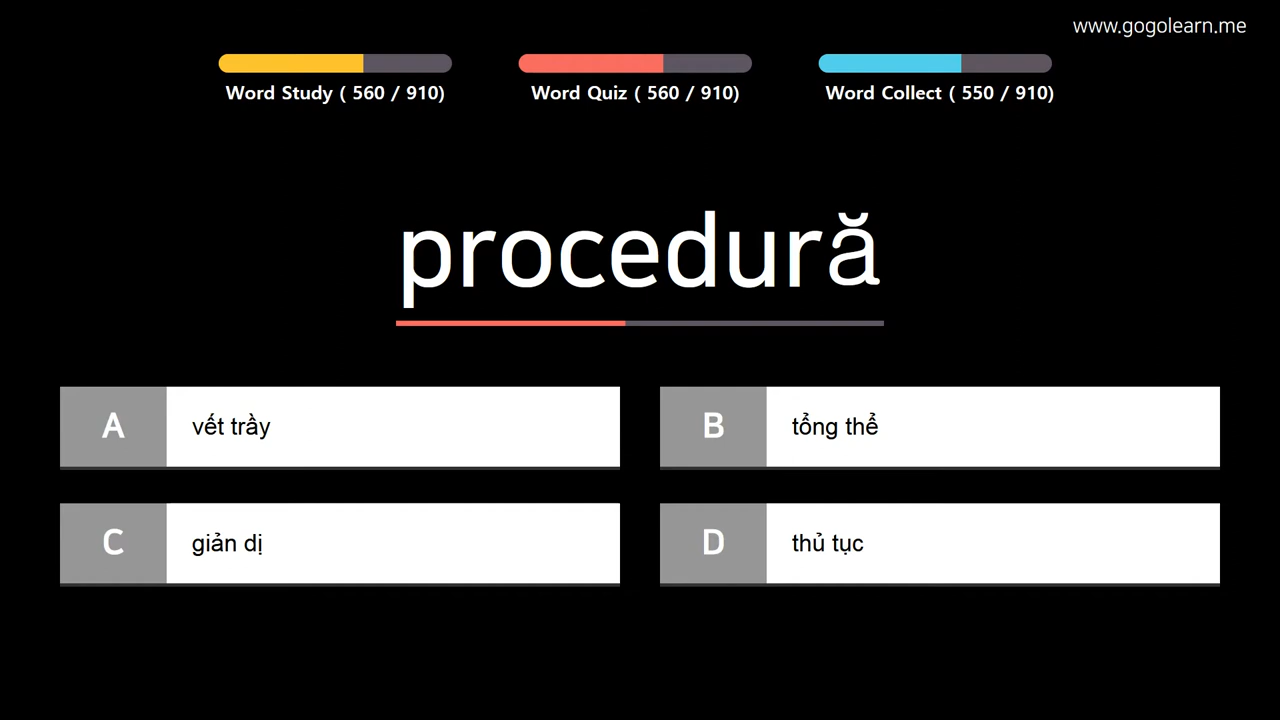 www.gogolearn.me
Word Study ( 560 / 910)
Word Quiz ( 560 / 910)
Word Collect ( 550 / 910)
procedură
A vết trầy
B tổng thể
C giản dị
D thủ tục